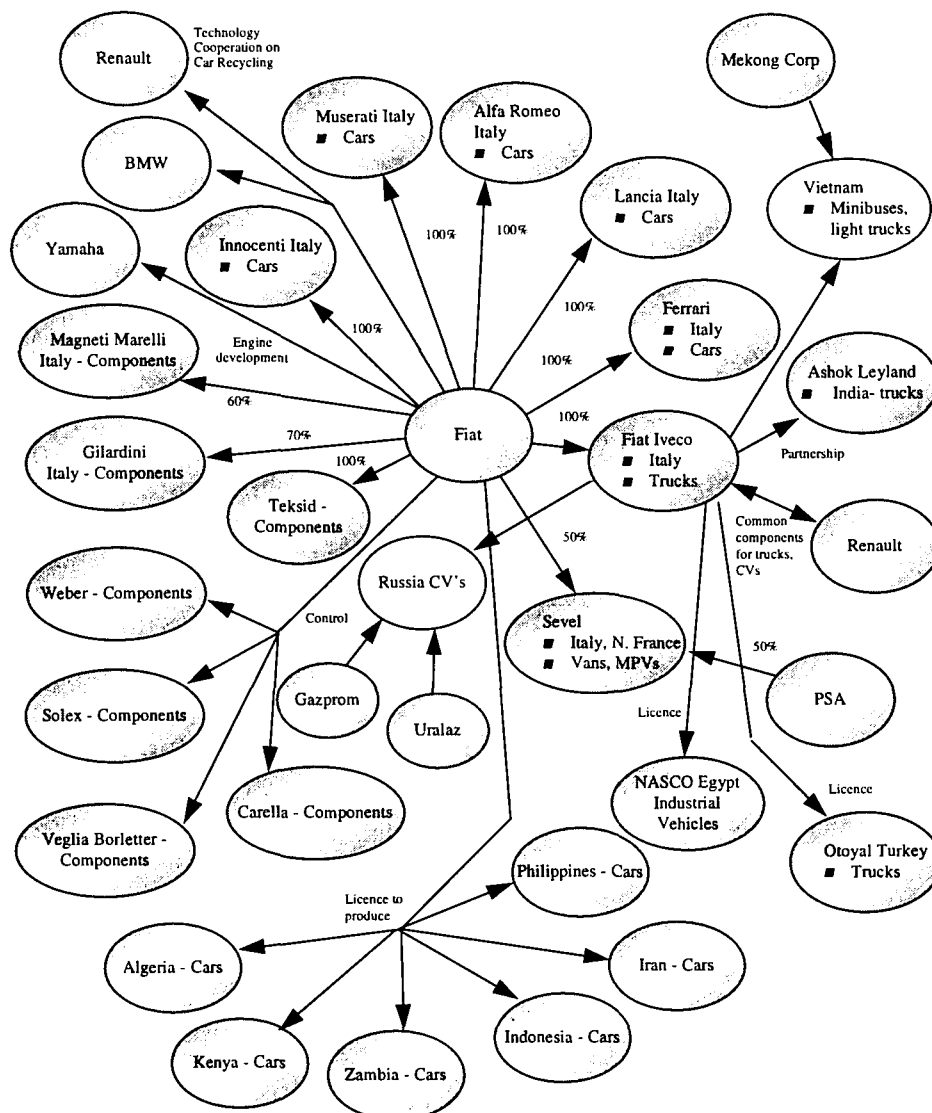 Technology
Cooperation on
Car Recycling
Renault
Mekong Corp
Muserati Italy
■ Cars
Alfa Romeo
Italy
■ Cars
BMW
Lancia Italy
■ Cars
Vietnam
■ Minibuses,
light trucks
Yamaha
Innocenti Italy
■ Cars
100%
100%
100%
Ferrari
■ Italy
■ Cars
Magneti Marelli
Italy - Components
Engine
development
100%
100%
Ashok Leyland
■ India- trucks
60%
Gilardini
Italy - Components
70%
100%
Fiat
100%
Fiat Iveco
■ Italy
■ Trucks
Partnership
Teksid -
Components
50%
Common
components
for trucks,
CVs
Renault
Weber - Components
Russia CV's
Control
Sevel
■ Italy, N. France
■ Vans, MPVs
50%
PSA
Solex - Components
Gazprom
Uralaz
Licence
NASCO Egypt
Industrial
Vehicles
Licence
Carella - Components
Veglia Borletter -
Components
Otoyal Turkey
■ Trucks
Philippines - Cars
Licence to
produce
Algeria - Cars
Iran - Cars
Indonesia - Cars
Kenya - Cars
Zambia - Cars